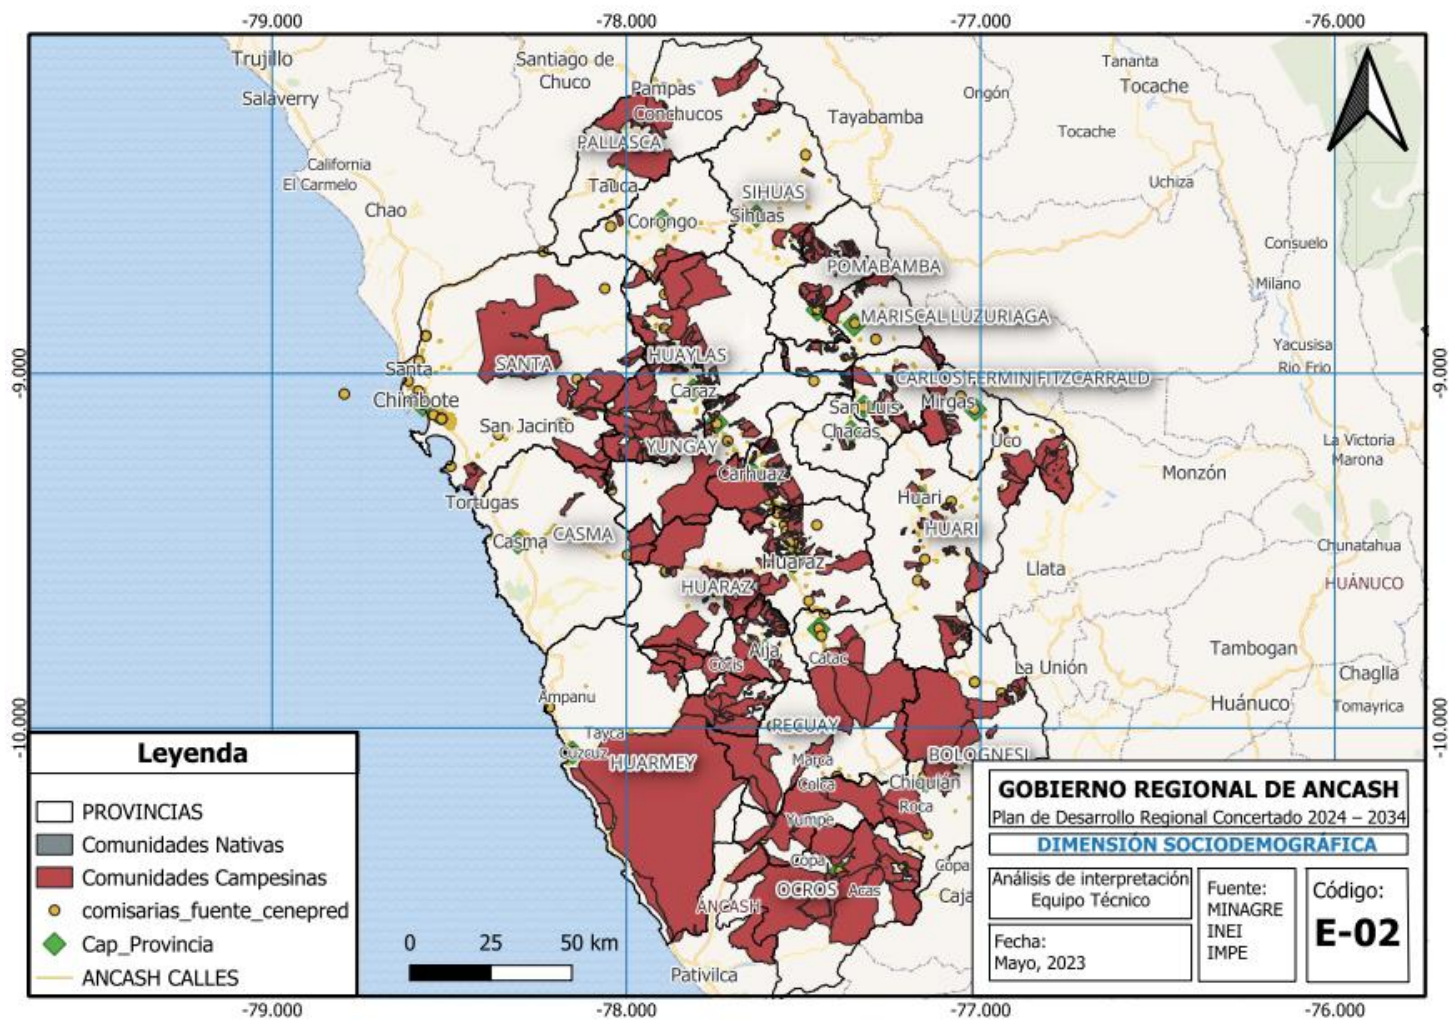 -79.000
-78.000
-77.000
-76.000
Trujillo
Santiago de
Chuco
Tananta
Tocache
Salaverry
Pampas
Conchucos
Ongón
Tayabamba
Tocache
PALLASCA
California
El Carmelo
Tauca
SIHUAS
Uchiza
Chao
Corongo
Sihuas
Consuelo
POMABAMBA
Milano
MARISCAL LUZURIAGA
Yacusisa
Rio Frio
-9.000
-9.000
Santa
SANTA
HUAYLAS
CARLOS FERMIN FITZCARRALD
Caraz
Chimbote
San Luis
Mirgas
San Jacinto
Chacas
Uco
YUNGAY
La Victoria
Marona
Carhuaz
Monzón
Tortugas
Huari
Casma
CASMA
HUARI
Chunatahua
Huaraz
Llata
HUÁNUCO
HUARAZ
Aija
Coris
Catac
Tambogan
La Unión
Chaglla
Ampanu
Huánuco
Tomayrica
-10.000
-10.000
Tayca
RECUAY
Cuzcuz
HUARMEY
Marca
BOLOGNESI
Colca
Chiquián
Roca
Yumpe
Copa
Copa
OCROS
Acas
Caja
ANCASH
Pativilca
Leyenda
PROVINCIAS
Comunidades Nativas
Comunidades Campesinas
comisarias_fuente_cenepred
Cap_Provincia
ANCASH CALLES
0 25 50 km
GOBIERNO REGIONAL DE ANCASH
Plan de Desarrollo Regional Concertado 2024 – 2034
DIMENSIÓN SOCIODEMOGRÁFICA
Análisis de interpretación
Equipo Técnico
Fecha:
Mayo, 2023
Fuente:
MINAGRE
INEI
IMPE
Código:
E-02
-79.000
-78.000
-77.000
-76.000